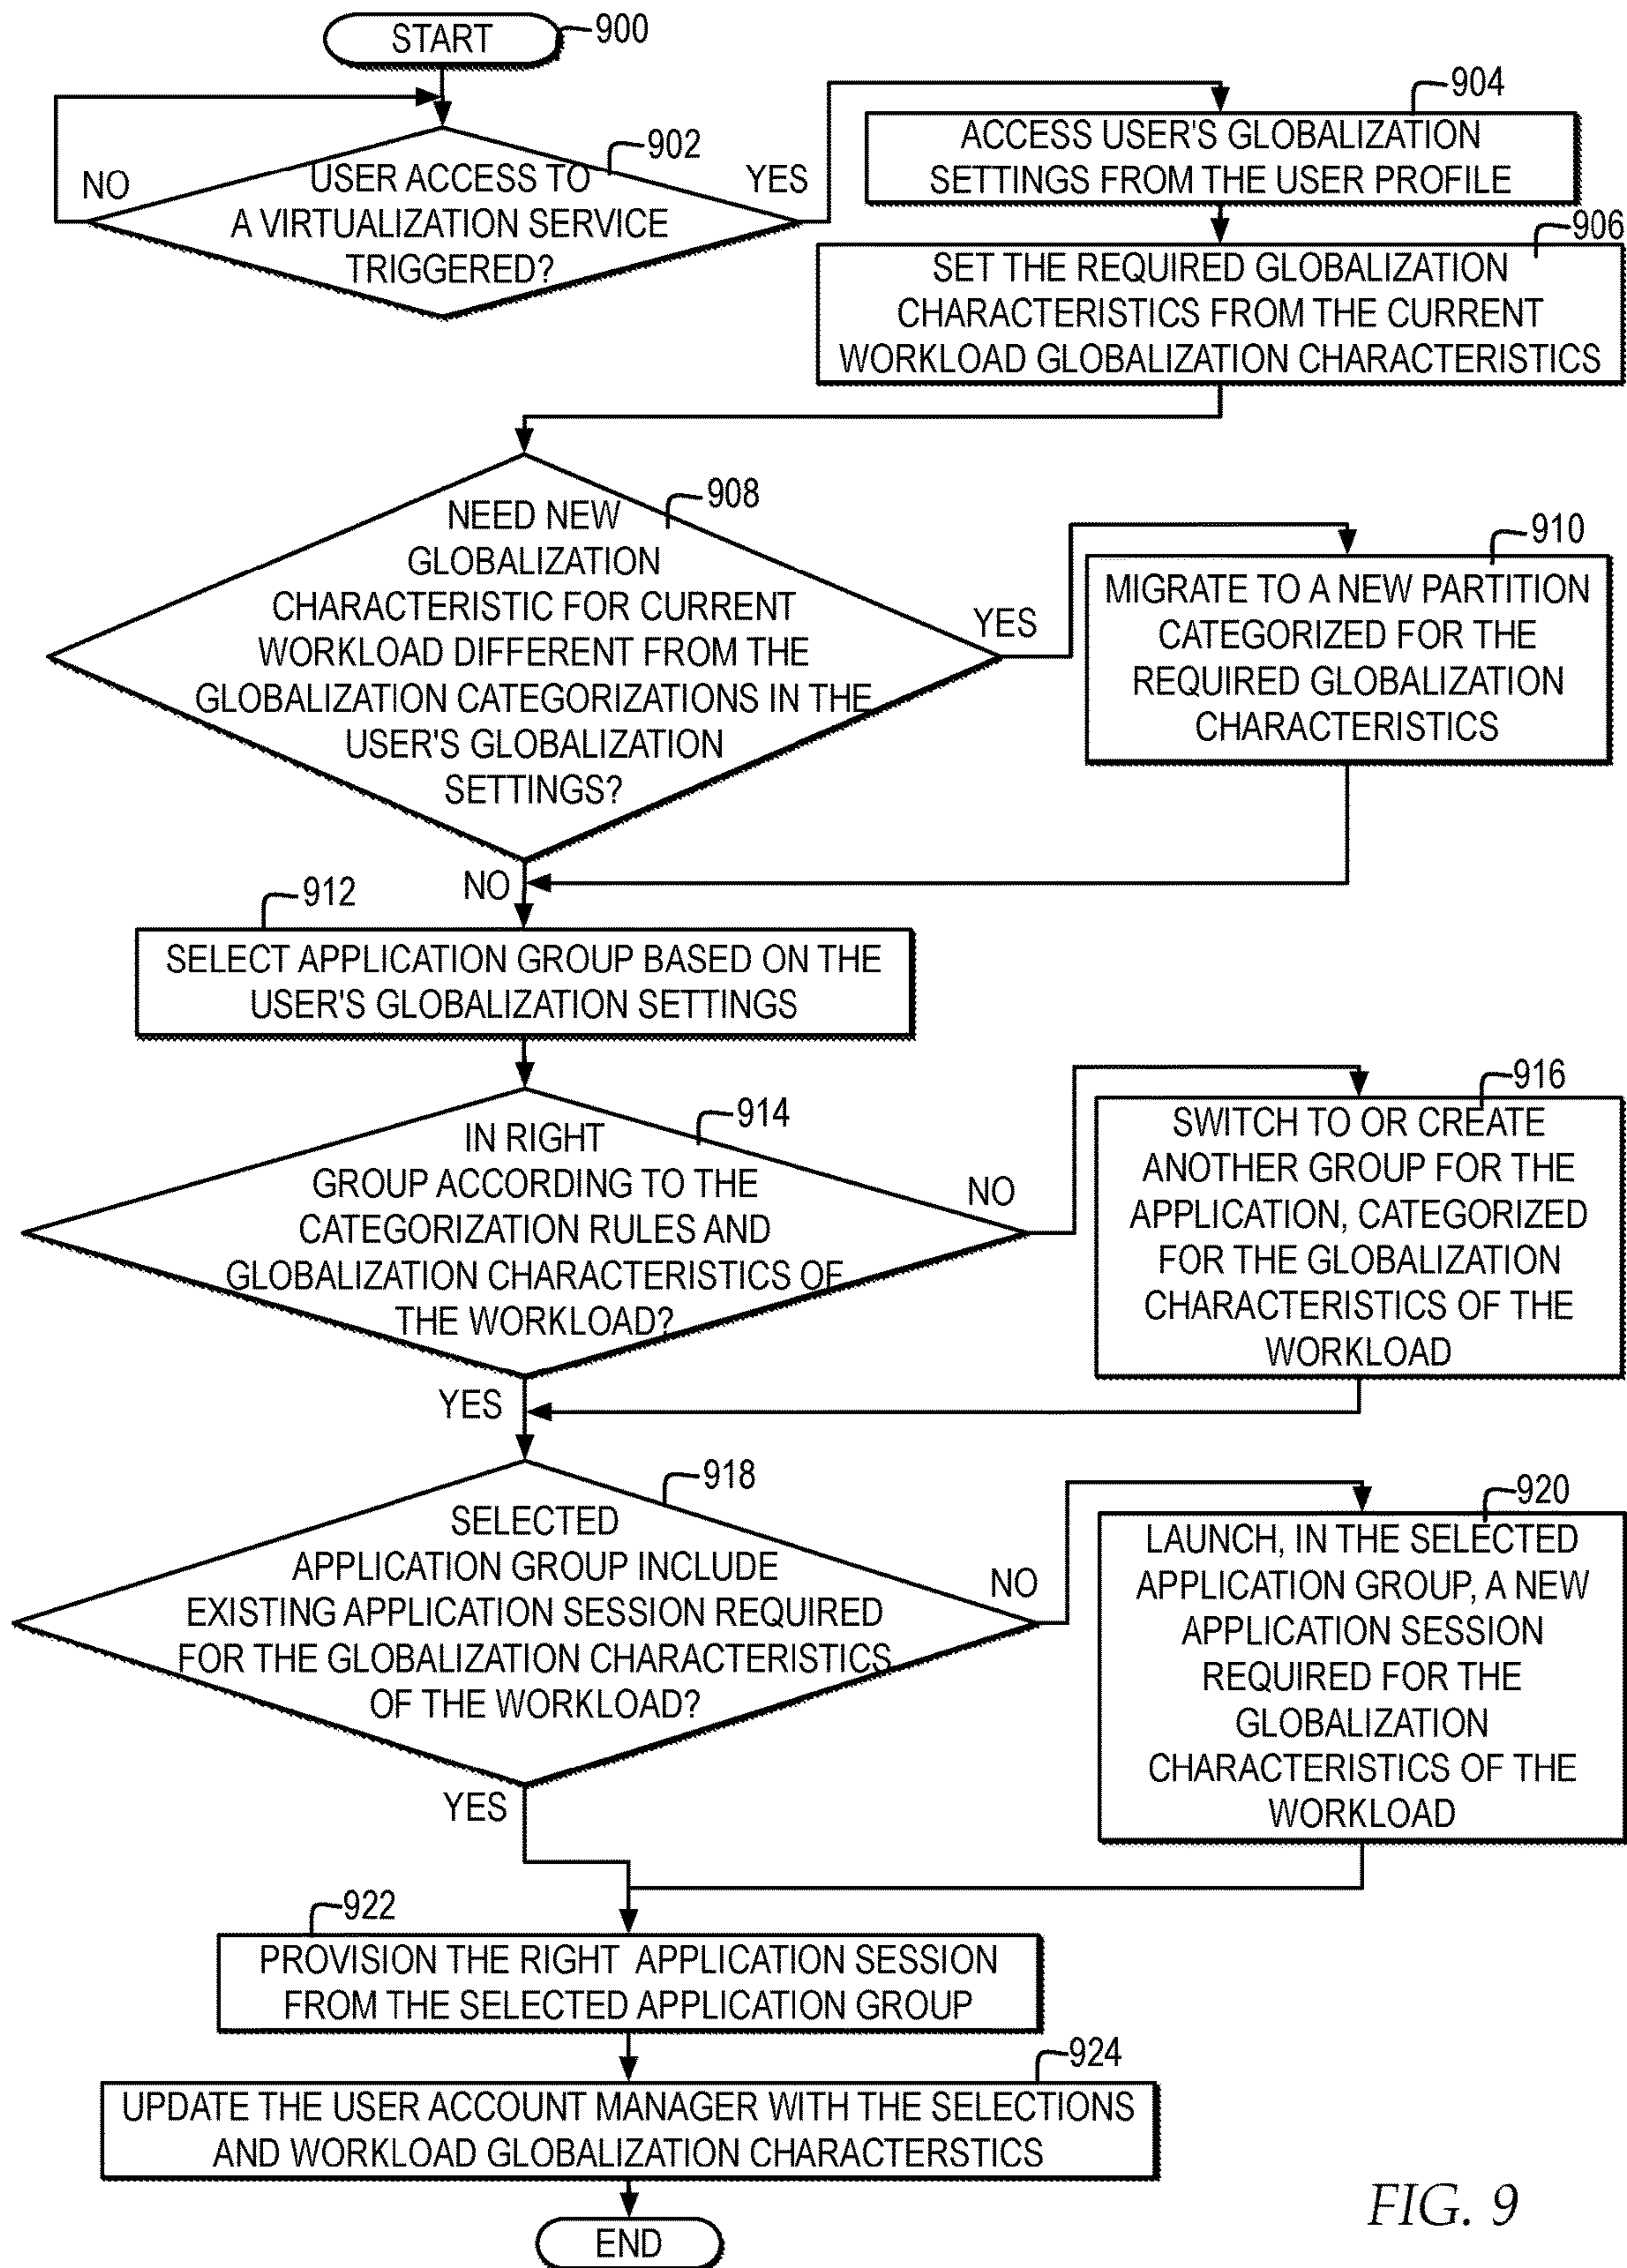 START
900
902
USER ACCESS TO
A VIRTUALIZATION SERVICE
TRIGGERED?
NO
YES
904
ACCESS USER'S GLOBALIZATION
SETTINGS FROM THE USER PROFILE
906
SET THE REQUIRED GLOBALIZATION
CHARACTERISTICS FROM THE CURRENT
WORKLOAD GLOBALIZATION CHARACTERISTICS
908
NEED NEW
GLOBALIZATION
CHARACTERISTIC FOR CURRENT
WORKLOAD DIFFERENT FROM THE
GLOBALIZATION CATEGORIZATIONS IN THE
USER'S GLOBALIZATION
SETTINGS?
YES
910
MIGRATE TO A NEW PARTITION
CATEGORIZED FOR THE
REQUIRED GLOBALIZATION
CHARACTERISTICS
NO
912
SELECT APPLICATION GROUP BASED ON THE
USER'S GLOBALIZATION SETTINGS
914
IN RIGHT
GROUP ACCORDING TO THE
CATEGORIZATION RULES AND
GLOBALIZATION CHARACTERISTICS OF
THE WORKLOAD?
NO
916
SWITCH TO OR CREATE
ANOTHER GROUP FOR THE
APPLICATION, CATEGORIZED
FOR THE GLOBALIZATION
CHARACTERISTICS OF THE
WORKLOAD
YES
918
SELECTED
APPLICATION GROUP INCLUDE
EXISTING APPLICATION SESSION REQUIRED
FOR THE GLOBALIZATION CHARACTERISTICS
OF THE WORKLOAD?
NO
920
LAUNCH, IN THE SELECTED
APPLICATION GROUP, A NEW
APPLICATION SESSION
REQUIRED FOR THE
GLOBALIZATION
CHARACTERISTICS OF THE
WORKLOAD
YES
922
PROVISION THE RIGHT APPLICATION SESSION
FROM THE SELECTED APPLICATION GROUP
924
UPDATE THE USER ACCOUNT MANAGER WITH THE SELECTIONS
AND WORKLOAD GLOBALIZATION CHARACTERSTICS
END
FIG. 9